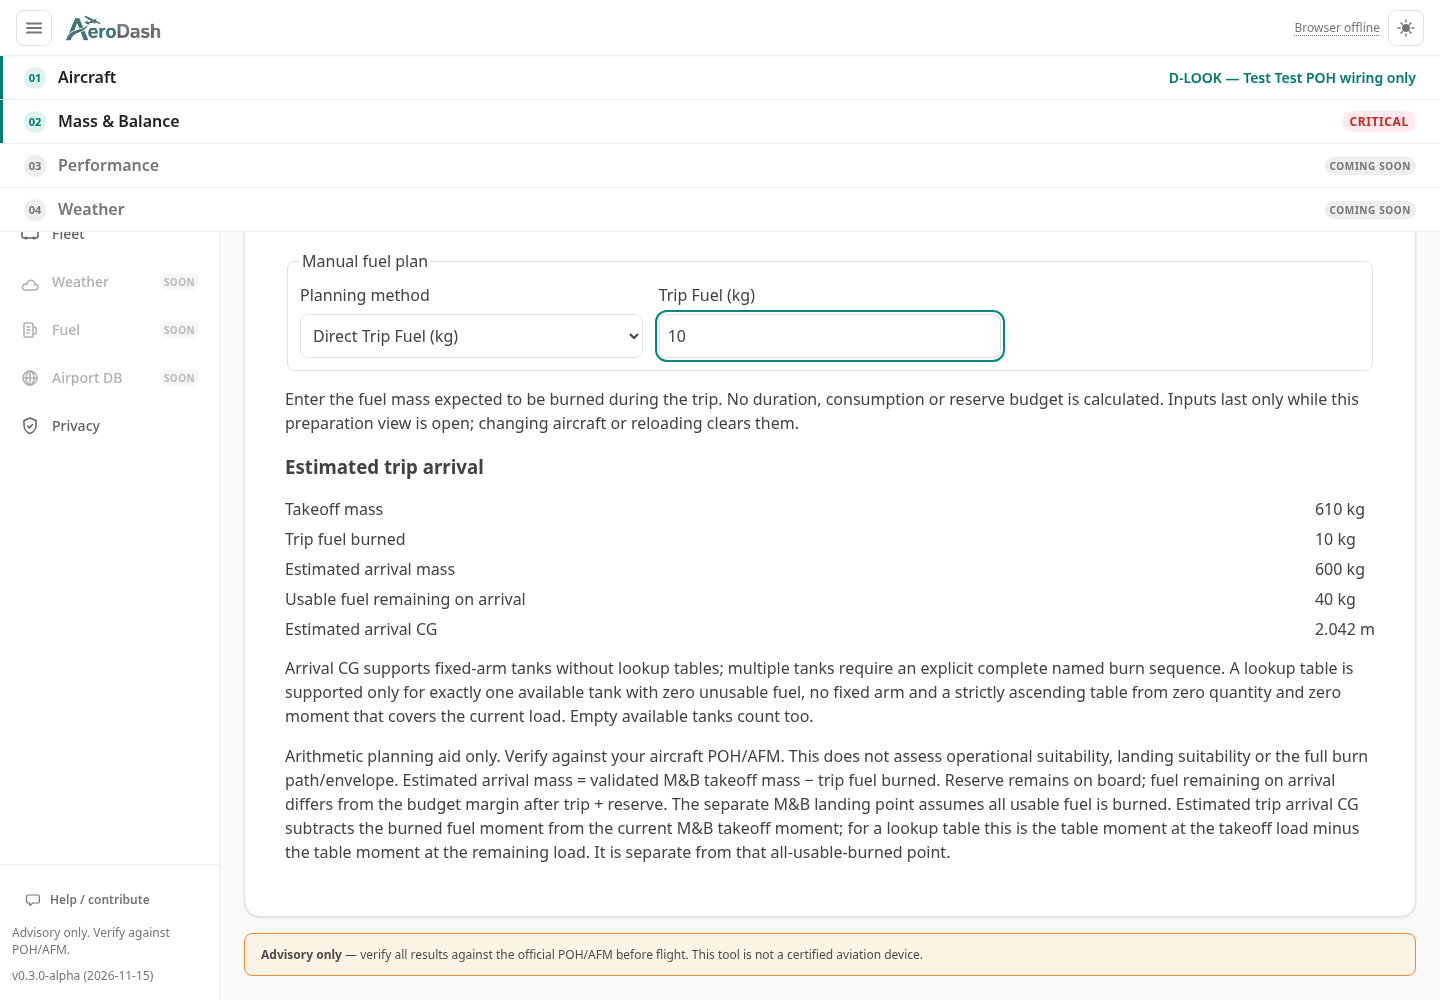 AeroDash
Browser offline
01 Aircraft D-LOOK — Test Test POH wiring only
02 Mass & Balance CRITICAL
03 Performance COMING SOON
04 Weather COMING SOON
Fleet
Weather SOON
Fuel SOON
Airport DB SOON
Privacy
Manual fuel plan
Planning method Trip Fuel (kg)
Direct Trip Fuel (kg) 10
Enter the fuel mass expected to be burned during the trip. No duration, consumption or reserve budget is calculated. Inputs last only while this
preparation view is open; changing aircraft or reloading clears them.
Estimated trip arrival
Takeoff mass 610 kg
Trip fuel burned 10 kg
Estimated arrival mass 600 kg
Usable fuel remaining on arrival 40 kg
Estimated arrival CG 2.042 m
Arrival CG supports fixed-arm tanks without lookup tables; multiple tanks require an explicit complete named burn sequence. A lookup table is
supported only for exactly one available tank with zero unusable fuel, no fixed arm and a strictly ascending table from zero quantity and zero
moment that covers the current load. Empty available tanks count too.
Arithmetic planning aid only. Verify against your aircraft POH/AFM. This does not assess operational suitability, landing suitability or the full burn
path/envelope. Estimated arrival mass = validated M&B takeoff mass − trip fuel burned. Reserve remains on board; fuel remaining on arrival
differs from the budget margin after trip + reserve. The separate M&B landing point assumes all usable fuel is burned. Estimated trip arrival CG
subtracts the burned fuel moment from the current M&B takeoff moment; for a lookup table this is the table moment at the takeoff load minus
the table moment at the remaining load. It is separate from that all-usable-burned point.
Help / contribute
Advisory only. Verify against
POH/AFM.
v0.3.0-alpha (2026-11-15)
Advisory only — verify all results against the official POH/AFM before flight. This tool is not a certified aviation device.